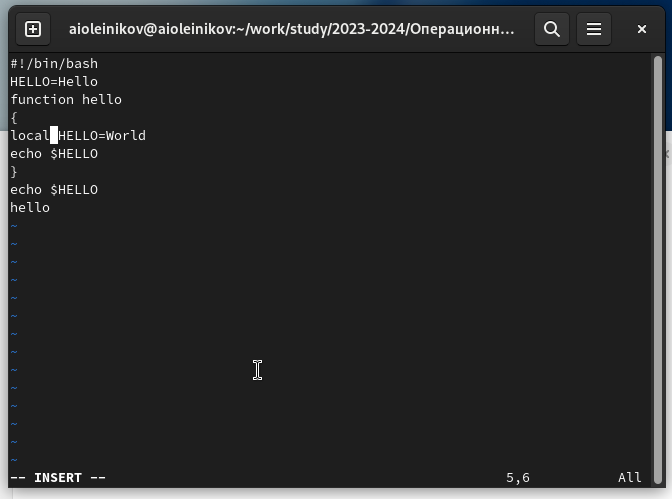 aioleinikov@aioleinikov:~/work/study/2023-2024/Операционн...
#!/bin/bash
HELLO=Hello
function hello
{
local HELLO=World
echo $HELLO
}
echo $HELLO
hello
~
~
~
~
~
~
~
~
~
~
~
~
~
~
-- INSERT -- 5,6 All